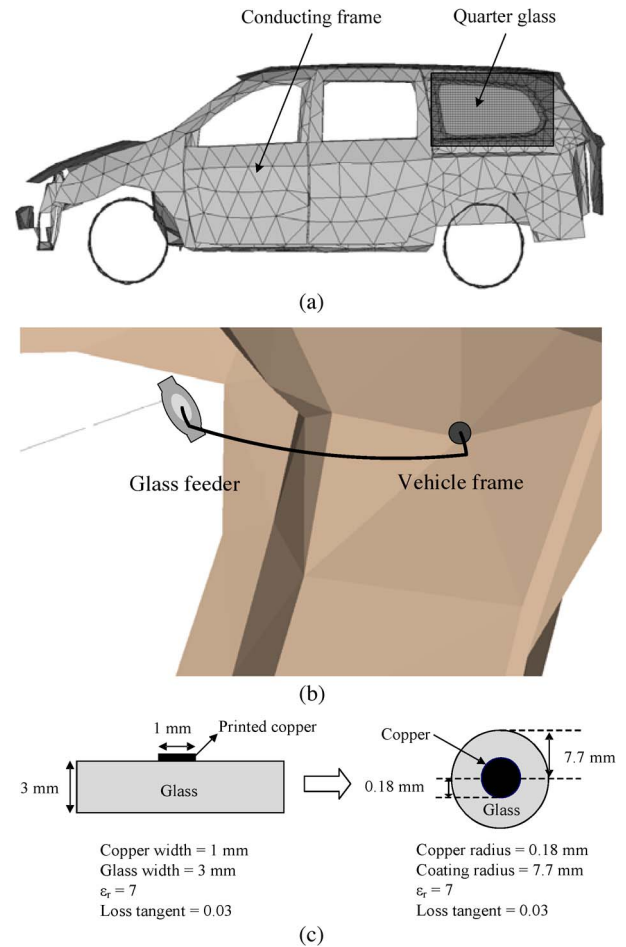 Conducting frame
Quarter glass
(a)
Glass feeder
Vehicle frame
(b)
1 mm
Printed copper
3 mm
Glass
Copper
7.7 mm
0.18 mm
Glass
Copper width = 1 mm
Glass width = 3 mm
εr = 7
Loss tangent = 0.03
Copper radius = 0.18 mm
Coating radius = 7.7 mm
εr = 7
Loss tangent = 0.03
(c)